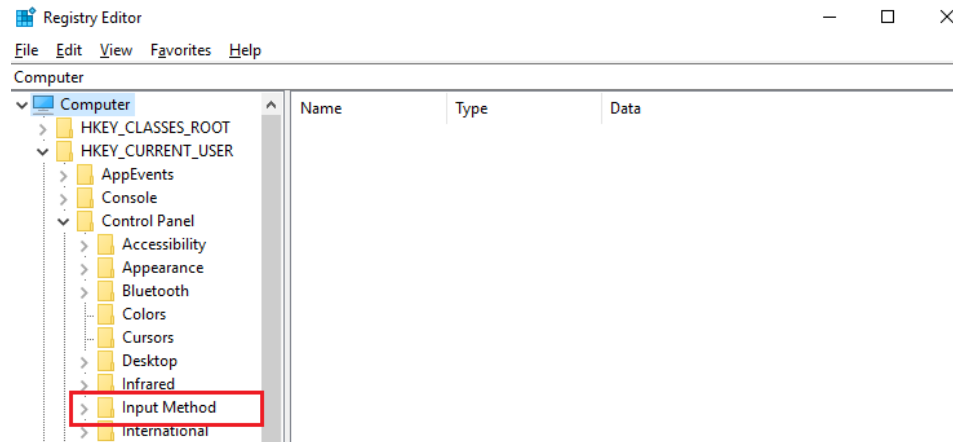 Registry Editor
File Edit View Favorites Help
Computer
Computer
Name Type Data
HKEY_CLASSES_ROOT
HKEY_CURRENT_USER
AppEvents
Console
Control Panel
Accessibility
Appearance
Bluetooth
Colors
Cursors
Desktop
Infrared
Input Method
International